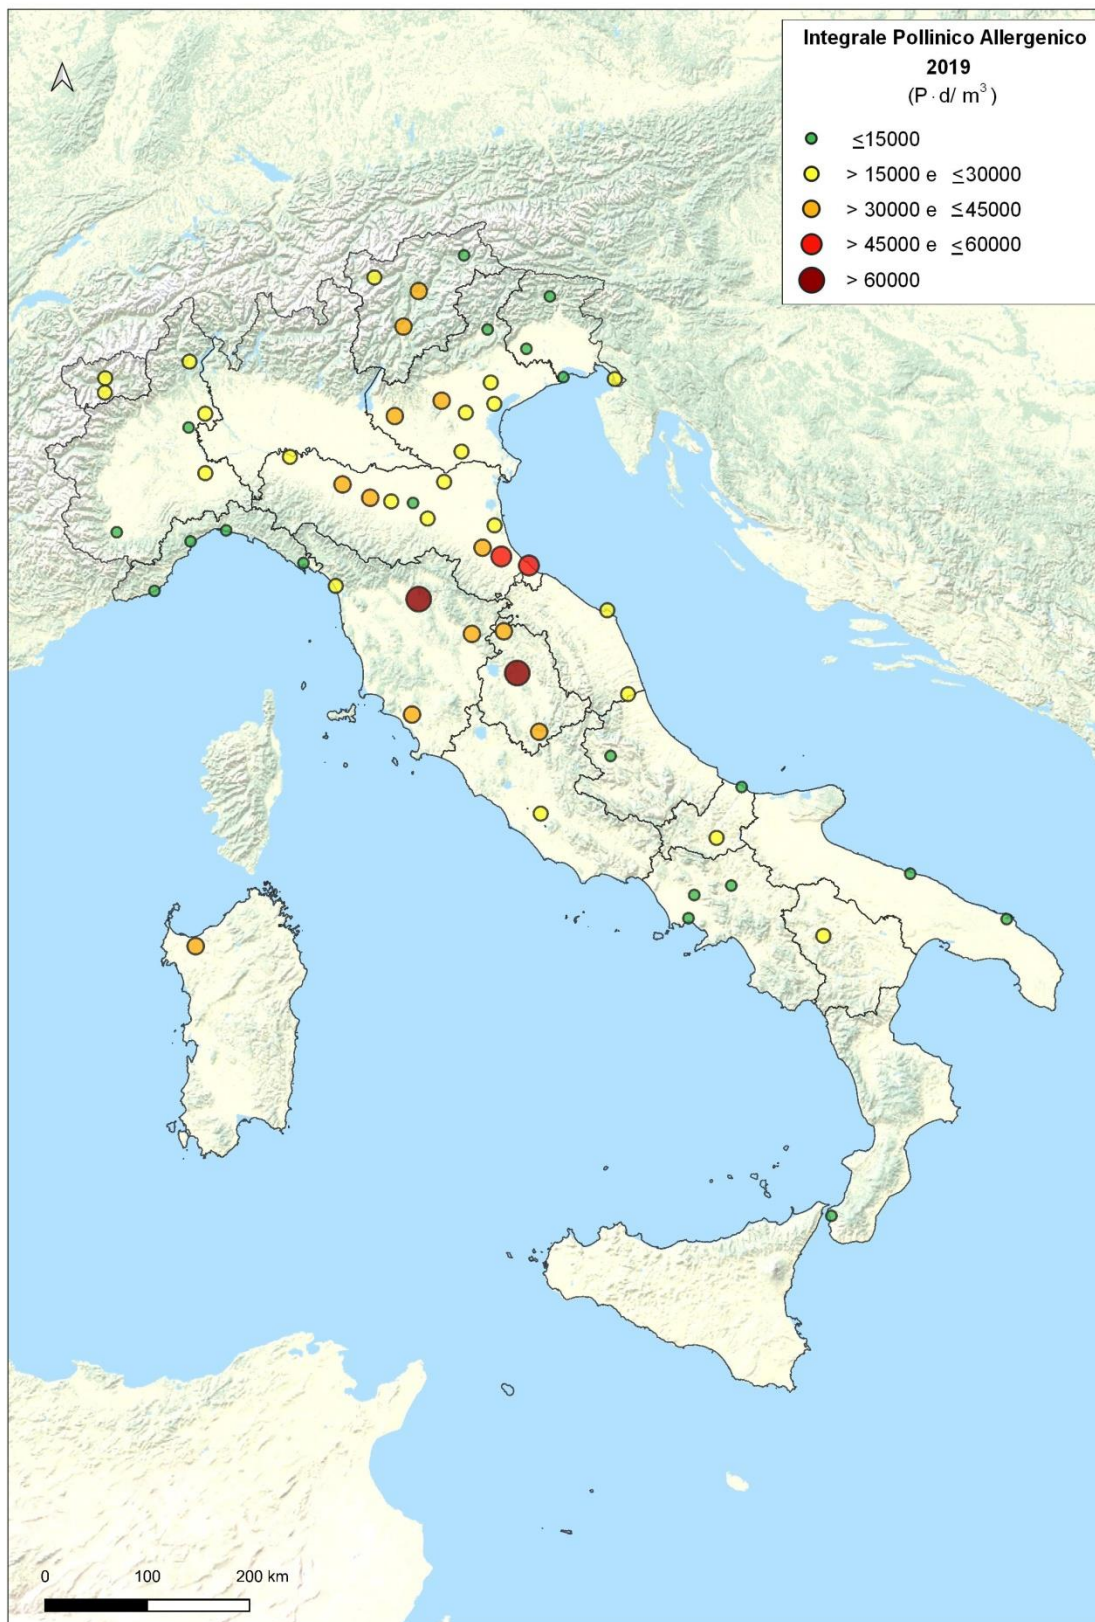 Integrale Pollinico Allergenico
2019
(P · d/ m³ )
≤15000
> 15000 e ≤30000
> 30000 e ≤45000
> 45000 e ≤60000
> 60000
0 100 200 km